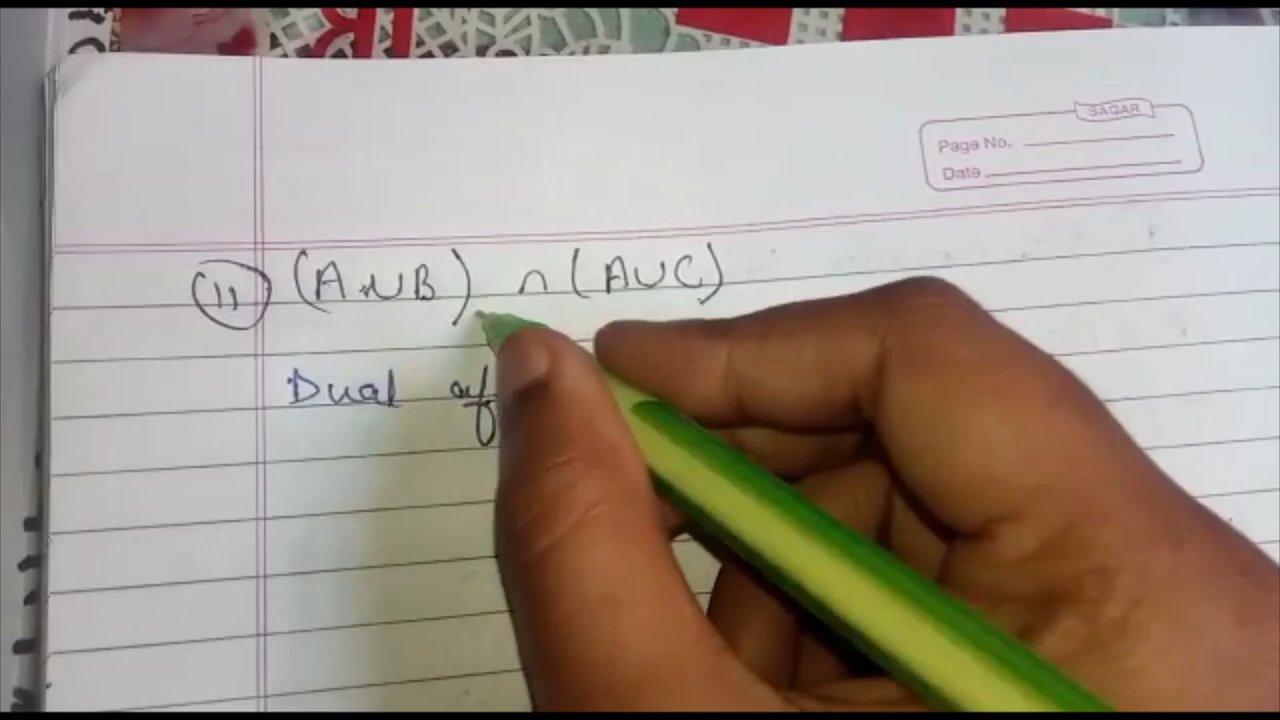 SAGAR
Page No.
Date
(11) (A∪B) ∩ (A∪C)
Dual of